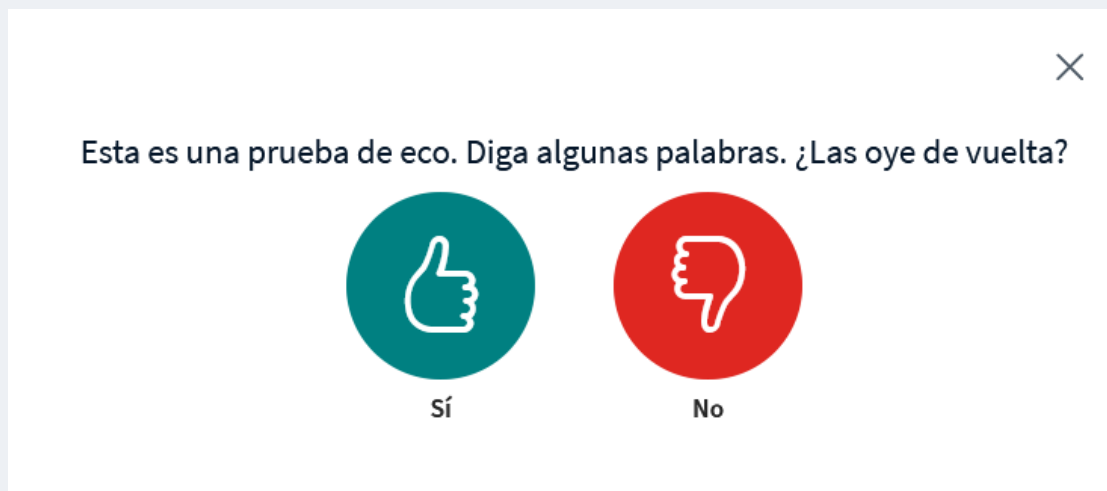 Esta es una prueba de eco. Diga algunas palabras. ¿Las oye de vuelta?
Sí
No